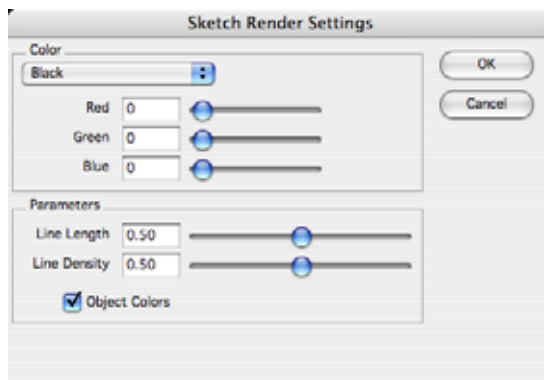 Sketch Render Settings
Color
Black
OK
Cancel
Red 0
Green 0
Blue 0
Parameters
Line Length 0.50
Line Density 0.50
Object Colors